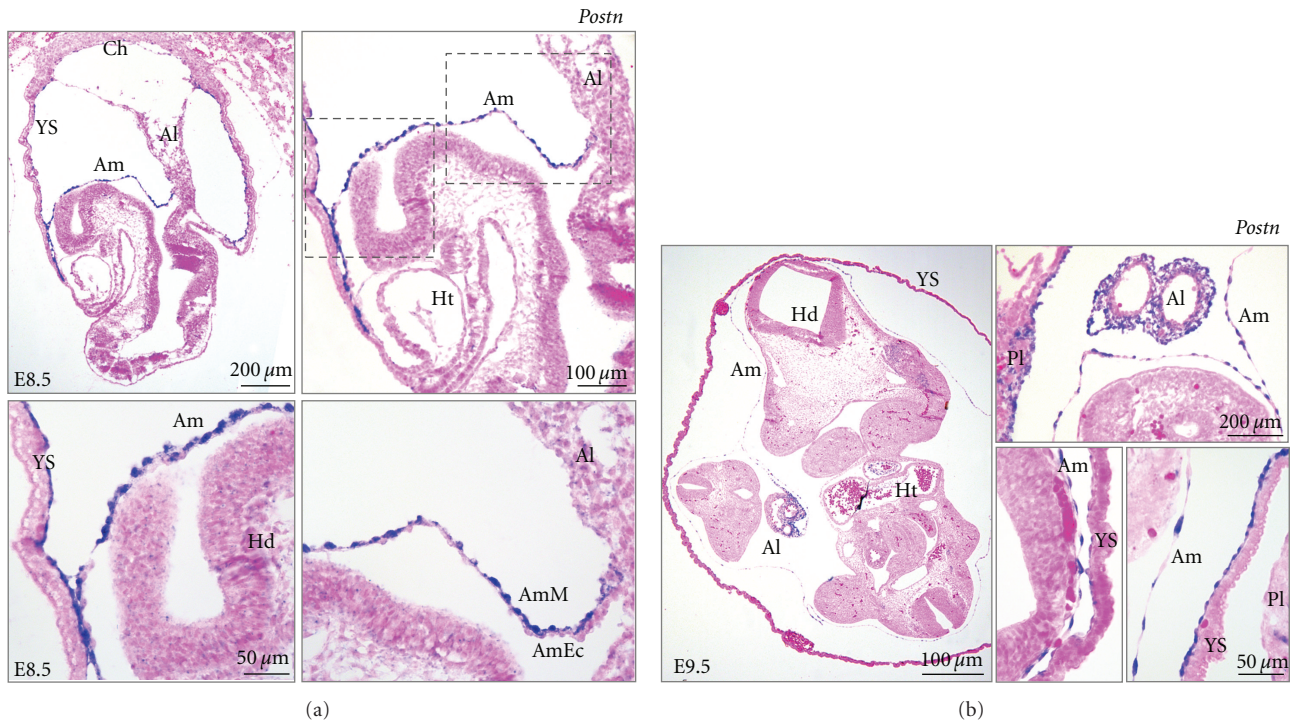 Postn
Ch
YS
Al
Am
E8.5
200 µm
Al
Am
Ht
100 µm
Am
YS
Hd
E8.5
50 µm
Al
AmM
AmEc
(a)
Postn
YS
Hd
Am
Ht
Al
E9.5
100 µm
Al
Am
Pl
200 µm
Am
YS
Am
Pl
YS
50 µm
(b)